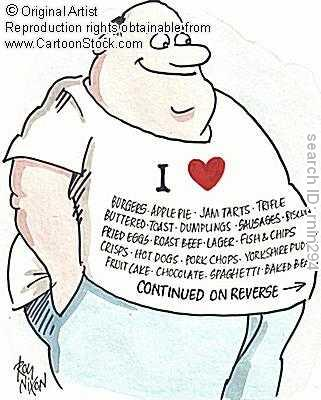 © Original Artist
Reproduction rights obtainable from
www.CartoonStock.com
I ♥
BURGERS · APPLE PIE · JAM TARTS · TRIFLE
BUTTERED TOAST · DUMPLINGS · SAUSAGES ·
FRIED EGGS · ROAST BEEF · LAGER · FISH & CHIPS
CRISPS · HOT DOGS · PORK CHOPS · YORKSHIRE PUD
FRUIT CAKE · CHOCOLATE · SPAGHETTI · BAKED BE
CONTINUED ON REVERSE →
ROY
NIXON
search ID: rnin294